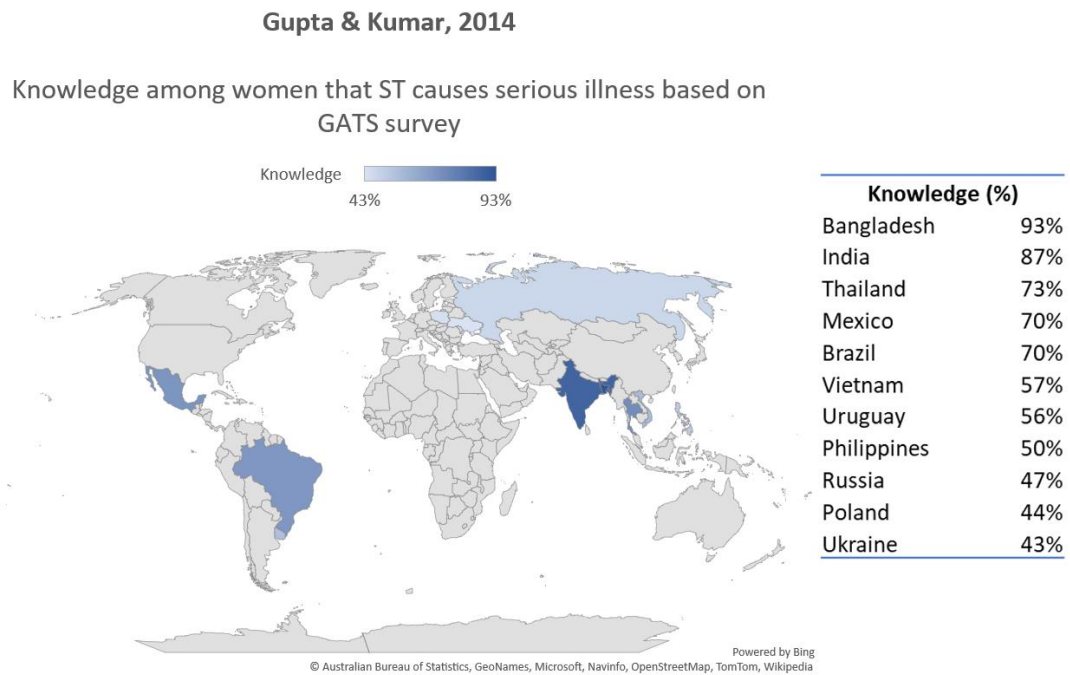 Gupta & Kumar, 2014
Knowledge among women that ST causes serious illness based on
GATS survey
Knowledge
43% 93%
Knowledge (%)
Bangladesh 93%
India 87%
Thailand 73%
Mexico 70%
Brazil 70%
Vietnam 57%
Uruguay 56%
Philippines 50%
Russia 47%
Poland 44%
Ukraine 43%
Powered by Bing
© Australian Bureau of Statistics, GeoNames, Microsoft, Navinfo, OpenStreetMap, TomTom, Wikipedia